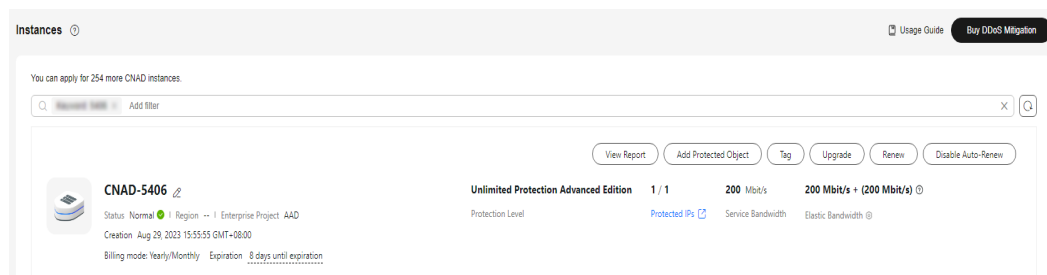 Instances
Usage Guide
Buy DDoS Mitigation
You can apply for 254 more CNAD instances.
Add filter
View Report
Add Protected Object
Tag
Upgrade
Renew
Disable Auto-Renew
CNAD-5406
Unlimited Protection Advanced Edition
1 / 1
200 Mbit/s
200 Mbit/s + (200 Mbit/s)
Status Normal | Region -- | Enterprise Project AAD
Protection Level
Protected IPs
Service Bandwidth
Elastic Bandwidth
Creation Aug 29, 2023 15:55:55 GMT+08:00
Billing mode: Yearly/Monthly Expiration 8 days until expiration